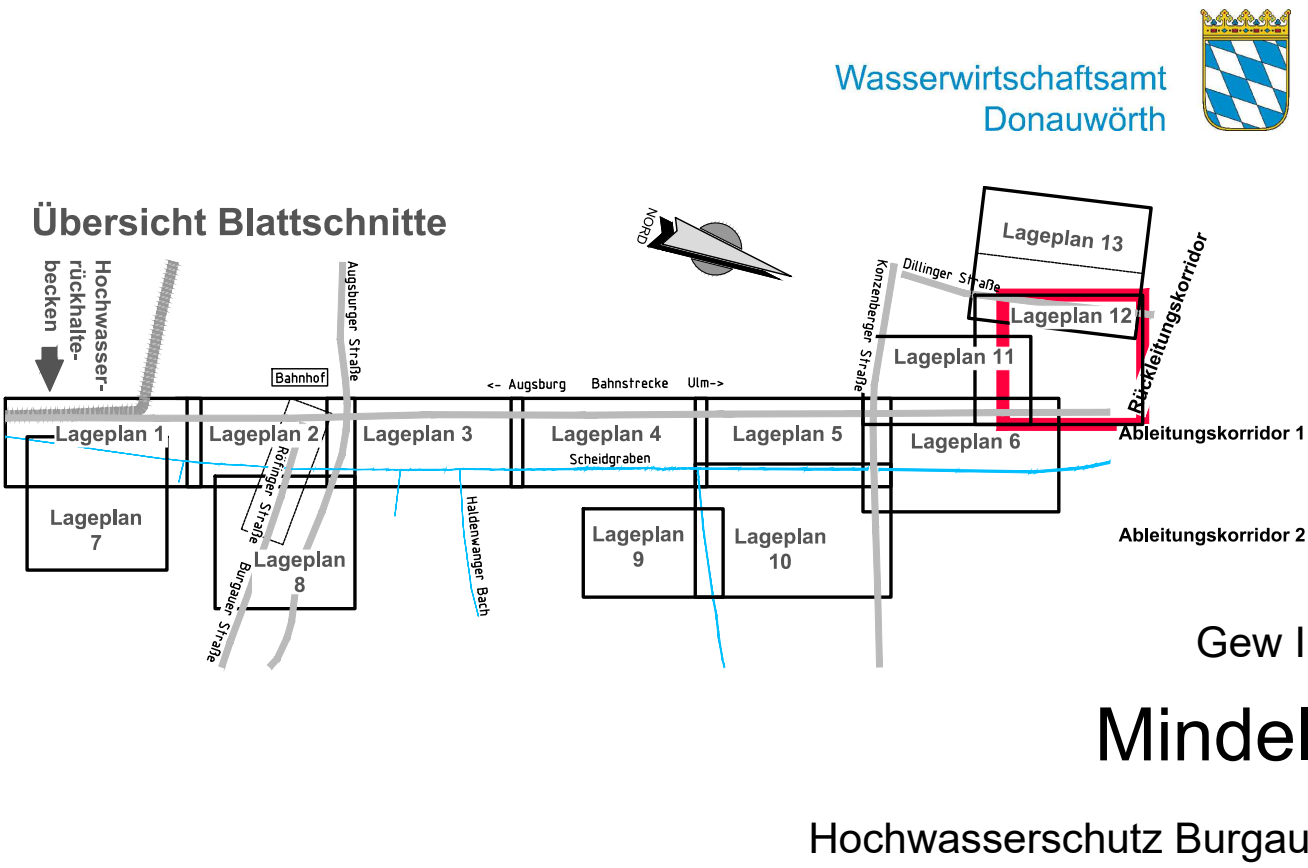 Wasserwirtschaftsamt
Donauwörth
Übersicht Blattschnitte
NORD
Hochwasser-
rückhalte-
becken
Augsburger Straße
Bahnhof
<- Augsburg Bahnstrecke Ulm->
Konzenberger Straße
Dillinger Straße
Lageplan 13
Lageplan 12
Lageplan 11
Rückleitungskorridor
Lageplan 1
Lageplan 2
Lageplan 3
Lageplan 4
Lageplan 5
Lageplan 6
Ableitungskorridor 1
Scheidgraben
Röfinger Straße
Haldenwanger Bach
Lageplan
7
Lageplan
8
Burgauer Straße
Lageplan
9
Lageplan
10
Ableitungskorridor 2
Gew I
Mindel
Hochwasserschutz Burgau